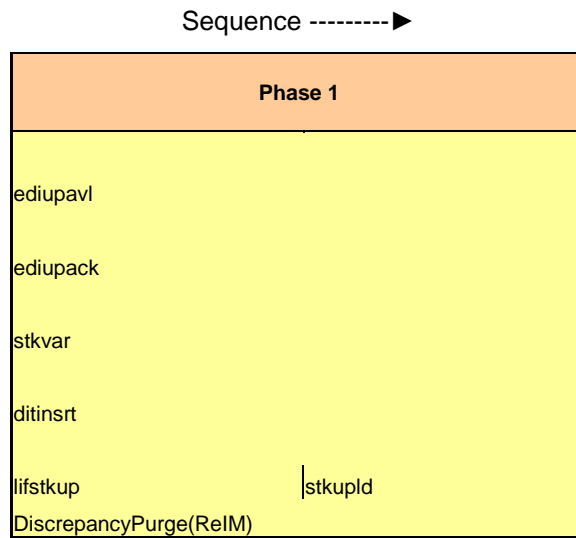 Sequence ---------►
Phase 1
ediupavl
ediupack
stkvar
ditinsrt
lifstkup stkupld
DiscrepancyPurge(ReIM)